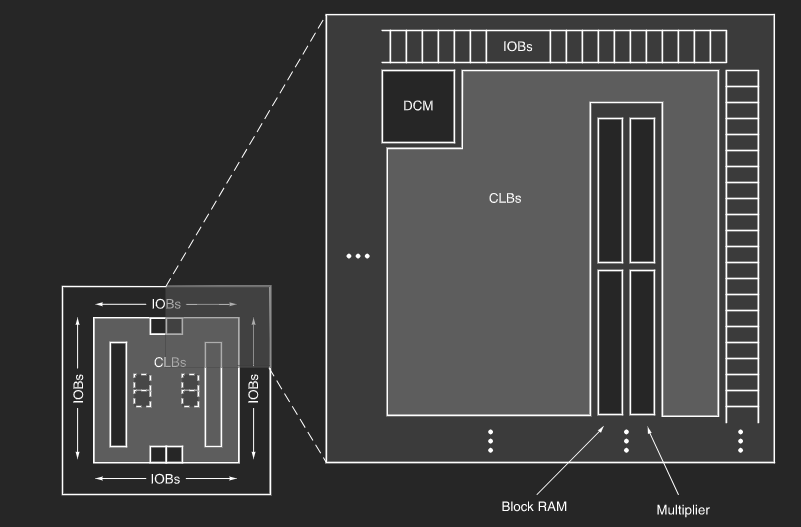 IOBs
DCM
CLBs
IOBs
CLBs
IOBs
IOBs
IOBs
Block RAM
Multiplier